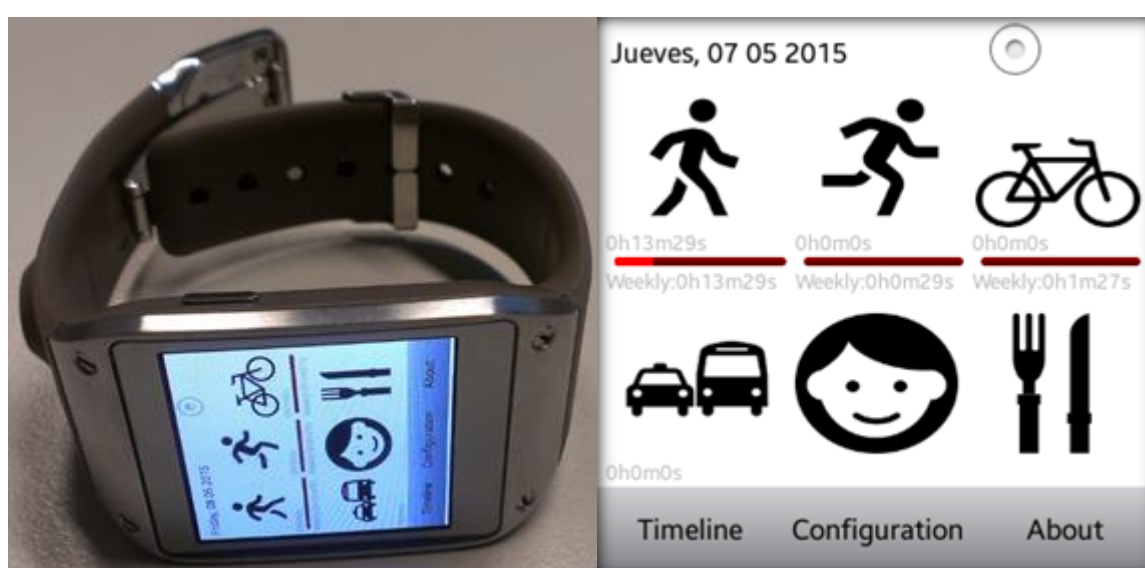 Friday, 08 05 2015
Timeline Configuration About
Jueves, 07 05 2015
0h13m29s 0h0m0s 0h0m0s
Weekly:0h13m29s Weekly:0h0m29s Weekly:0h1m27s
0h0m0s
Timeline Configuration About